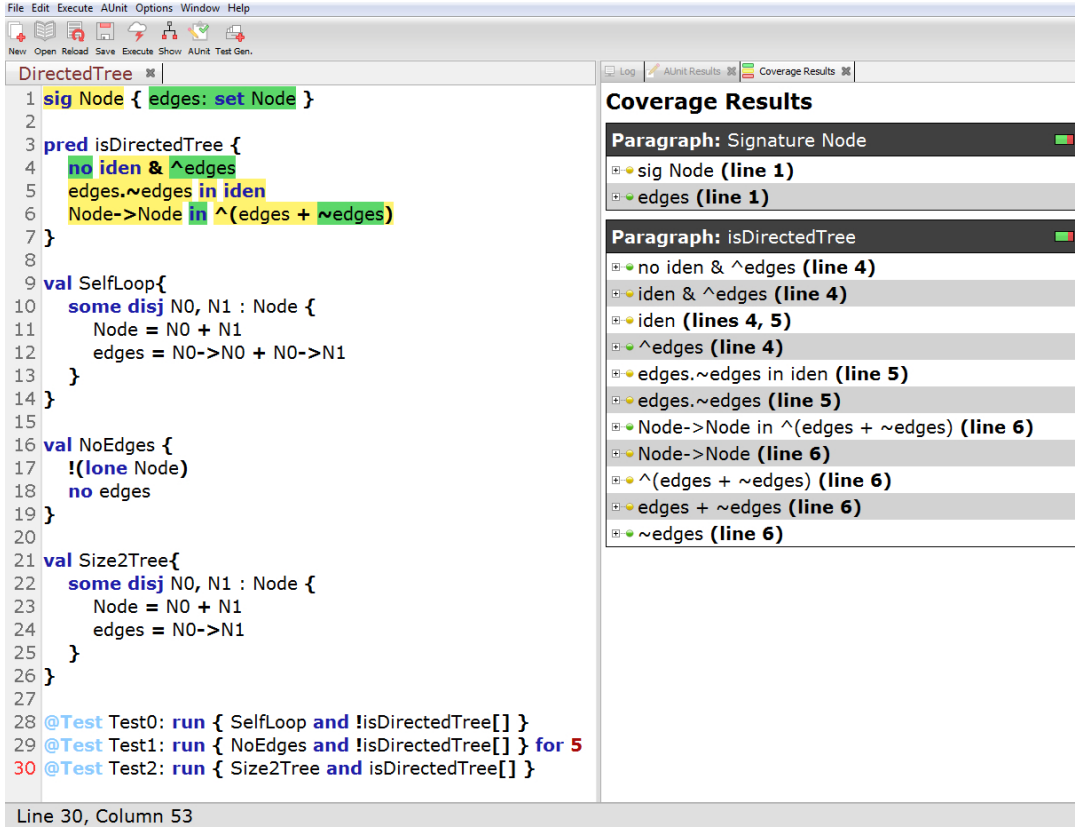 File Edit Execute AUnit Options Window Help
New Open Reload Save Execute Show AUnit Test Gen.
DirectedTree
1 sig Node { edges: set Node }
2
3 pred isDirectedTree {
4 no iden & ^edges
5 edges.~edges in iden
6 Node->Node in ^(edges + ~edges)
7 }
8
9 val SelfLoop{
10 some disj N0, N1 : Node {
11 Node = N0 + N1
12 edges = N0->N0 + N0->N1
13 }
14 }
15
16 val NoEdges {
17 !(lone Node)
18 no edges
19 }
20
21 val Size2Tree{
22 some disj N0, N1 : Node {
23 Node = N0 + N1
24 edges = N0->N1
25 }
26 }
27
28 @Test Test0: run { SelfLoop and !isDirectedTree[] }
29 @Test Test1: run { NoEdges and !isDirectedTree[] } for 5
30 @Test Test2: run { Size2Tree and isDirectedTree[] }
Line 30, Column 53
Log AUnit Results Coverage Results
Coverage Results
Paragraph: Signature Node
sig Node (line 1)
edges (line 1)
Paragraph: isDirectedTree
no iden & ^edges (line 4)
iden & ^edges (line 4)
iden (lines 4, 5)
^edges (line 4)
edges.~edges in iden (line 5)
edges.~edges (line 5)
Node->Node in ^(edges + ~edges) (line 6)
Node->Node (line 6)
^(edges + ~edges) (line 6)
edges + ~edges (line 6)
~edges (line 6)